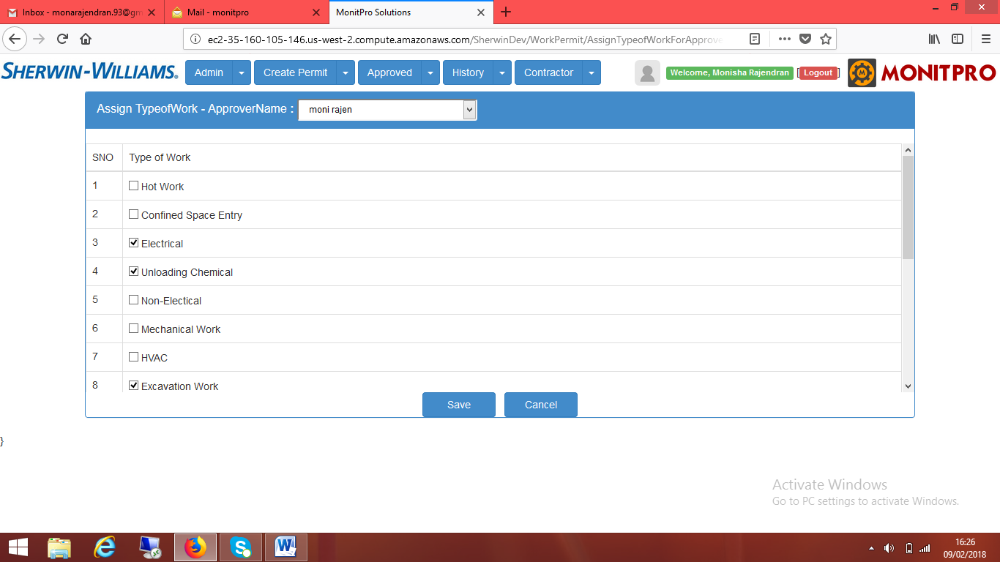 Inbox - monarajendran.93@gm
Mail - monitpro
MonitPro Solutions
ec2-35-160-105-146.us-west-2.compute.amazonaws.com/SherwinDev/WorkPermit/AssignTypeofWorkForApprove
SHERWIN-WILLIAMS.
Admin
Create Permit
Approved
History
Contractor
Welcome, Monisha Rajendran
[Logout]
MONITPRO
Assign TypeofWork - ApproverName :
moni rajen
SNO Type of Work
1 Hot Work
2 Confined Space Entry
3 Electrical
4 Unloading Chemical
5 Non-Electical
6 Mechanical Work
7 HVAC
8 Excavation Work
Save Cancel
}
Activate Windows
Go to PC settings to activate Windows.
16:26
09/02/2018